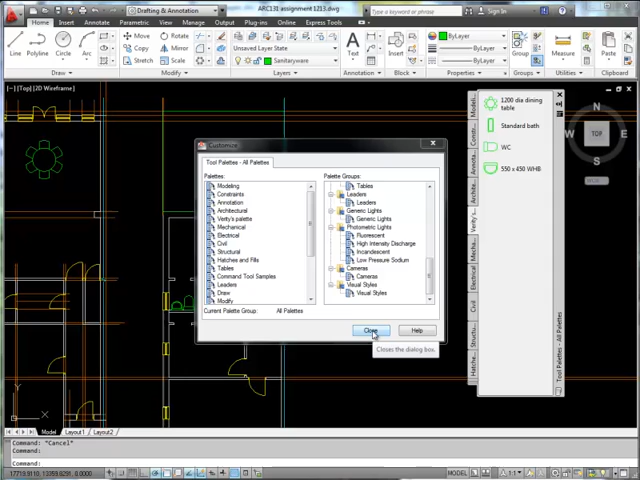 Drafting & Annotation
ARC131 assignment 1213.dwg
Type a keyword or phrase
Sign In
Home
Insert
Annotate
Parametric
View
Manage
Output
Plug-ins
Online
Express Tools
Line
Polyline
Circle
Arc
Move
Rotate
Copy
Mirror
Stretch
Scale
Unsaved Layer State
Sanitaryware
Text
Insert
ByLayer
ByLayer
ByLayer
Group
Measure
Paste
Draw
Modify
Layers
Annotation
Block
Properties
Groups
Utilities
Clipboard
[-] [Top] [2D Wireframe]
Customize
Tool Palettes - All Palettes
Palettes:
Modeling
Constraints
Annotation
Architectural
Verity's palette
Mechanical
Electrical
Civil
Structural
Hatches and Fills
Tables
Command Tool Samples
Leaders
Draw
Modify
Palette Groups:
Tables
Leaders
Leaders
Generic Lights
Generic Lights
Photometric Lights
Fluorescent
High Intensity Discharge
Incandescent
Low Pressure Sodium
Cameras
Cameras
Visual Styles
Visual Styles
Current Palette Group:
All Palettes
Close
Help
Closes the dialog box.
1200 dia dining
table
Standard bath
WC
550 x 450 WHB
Tool Palettes - All Palettes
N
W
TOP
E
S
Y
X
Model
Layout1
Layout2
Command: *Cancel*
Command:
Command:
MODEL
1:1